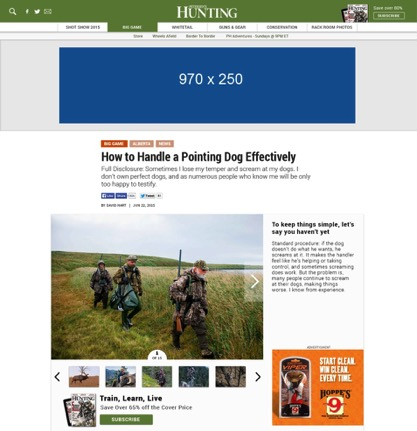 HUNTING
Save over 80%
SUBSCRIBE
SHOT SHOW 2015 BIG GAME WHITETAIL GUNS & GEAR CONSERVATION RACK ROOM PHOTOS
Store Wheels Afield Border To Border PH Adventures - Sundays @ 9PM ET
970 x 250
BIG GAME ALBERTA NEWS
How to Handle a Pointing Dog Effectively
Full Disclosure: Sometimes I lose my temper and scream at my dogs. I
don't own perfect dogs, and as numerous people who know me will be only
too happy to testify.
BY DAVID HART | JUN 22, 2022
To keep things simple, let's
say you haven't yet
Standard procedure: if the dog
doesn't do what he wants, he
screams at it. It makes the handler
feel like he's helping or taking
control, and sometimes screaming
does work. But the problem is,
many people continue to scream
at their dogs, making things
worse. I know from experience.
1
OF 15
ADVERTISEMENT
VIPER
START CLEAN.
WIN CLEAN.
EVERY TIME.
HOPPE'S
9
HUNTING
Train, Learn, Live
Save Over 65% off the Cover Price
SUBSCRIBE